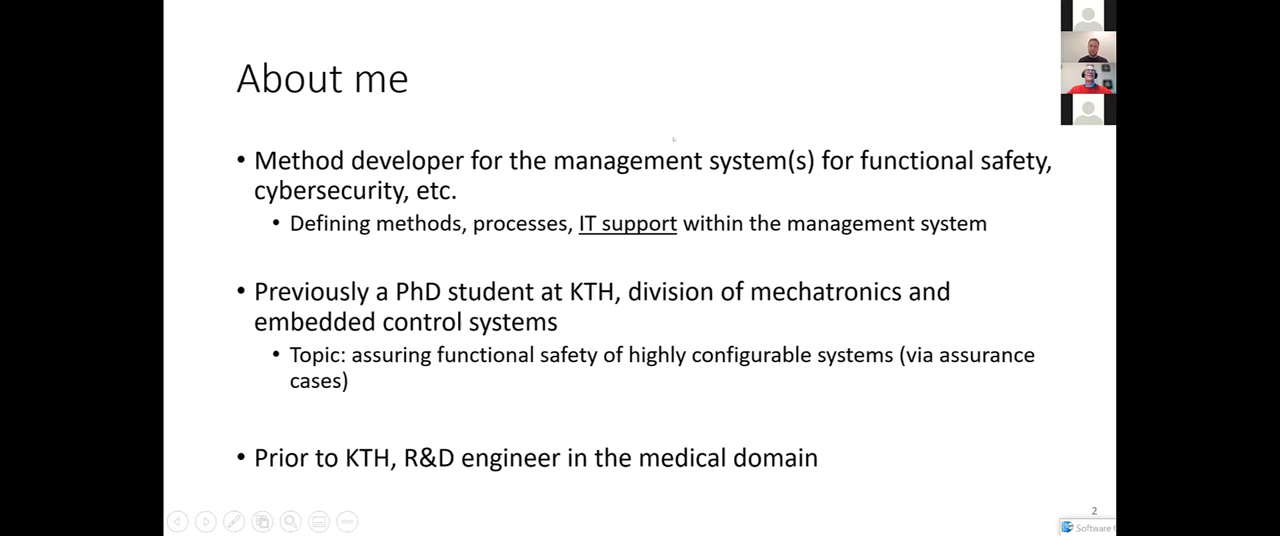 About me
• Method developer for the management system(s) for functional safety,
cybersecurity, etc.
• Defining methods, processes, IT support within the management system
• Previously a PhD student at KTH, division of mechatronics and
embedded control systems
• Topic: assuring functional safety of highly configurable systems (via assurance
cases)
• Prior to KTH, R&D engineer in the medical domain
2
Software